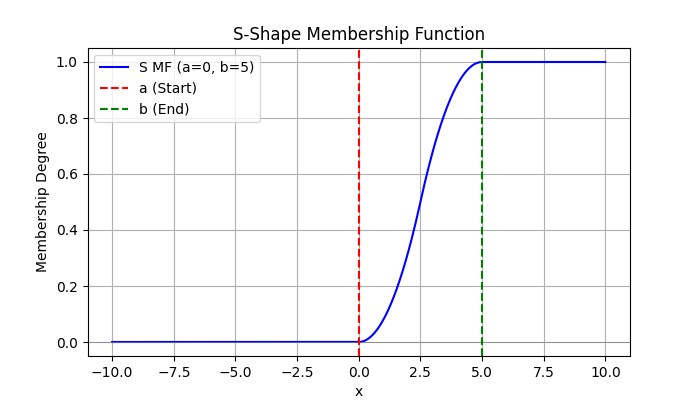 S-Shape Membership Function
S MF (a=0, b=5)
a (Start)
b (End)
Membership Degree
1.0
0.8
0.6
0.4
0.2
0.0
−10.0 −7.5 −5.0 −2.5 0.0 2.5 5.0 7.5 10.0
x